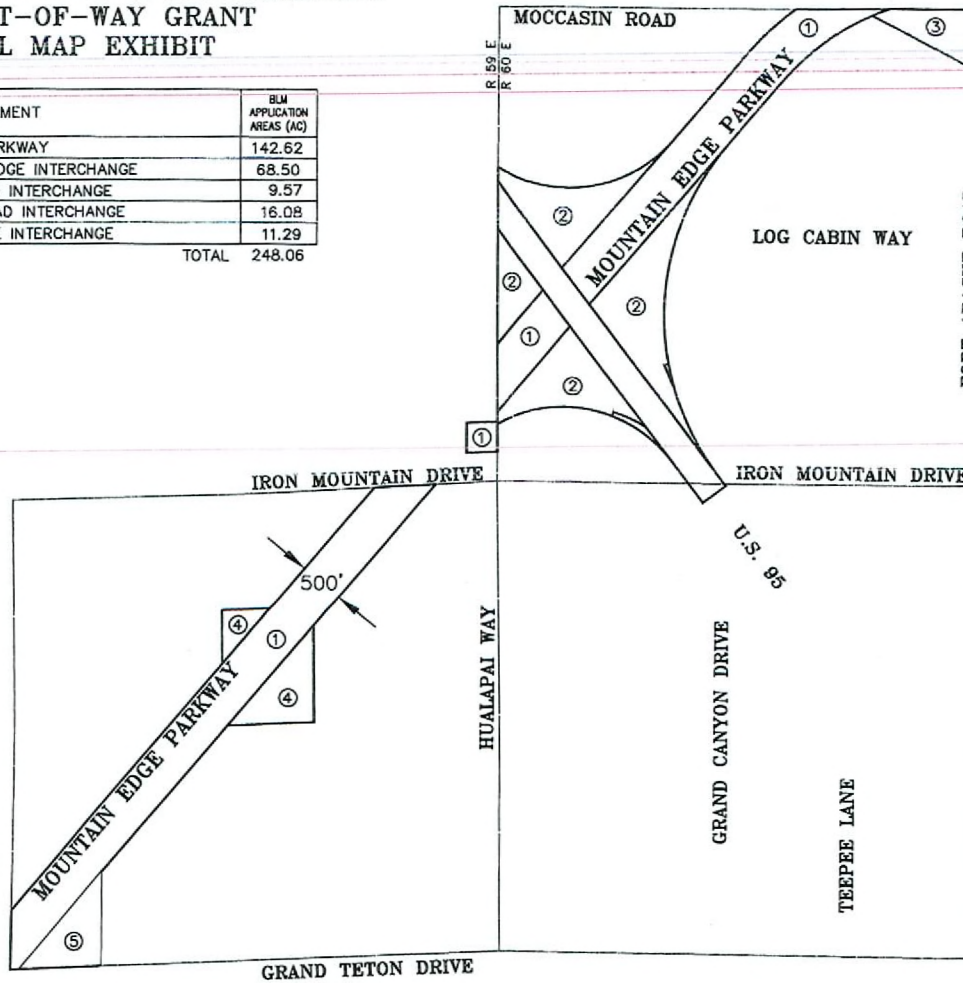 T-OF-WAY GRANT
L MAP EXHIBIT
MENT
BLM
APPLICATION
AREAS (AC)
RKWAY 142.62
DGE INTERCHANGE 68.50
INTERCHANGE 9.57
AD INTERCHANGE 16.08
E INTERCHANGE 11.29
TOTAL 248.06
MOCCASIN ROAD
R 59 E
R 60 E
①
③
MOUNTAIN EDGE PARKWAY
②
LOG CABIN WAY
②
②
①
②
①
IRON MOUNTAIN DRIVE
IRON MOUNTAIN DRIVE
U.S. 95
500'
④
①
④
MOUNTAIN EDGE PARKWAY
HUALAPAI WAY
GRAND CANYON DRIVE
TEEPEE LANE
⑤
GRAND TETON DRIVE